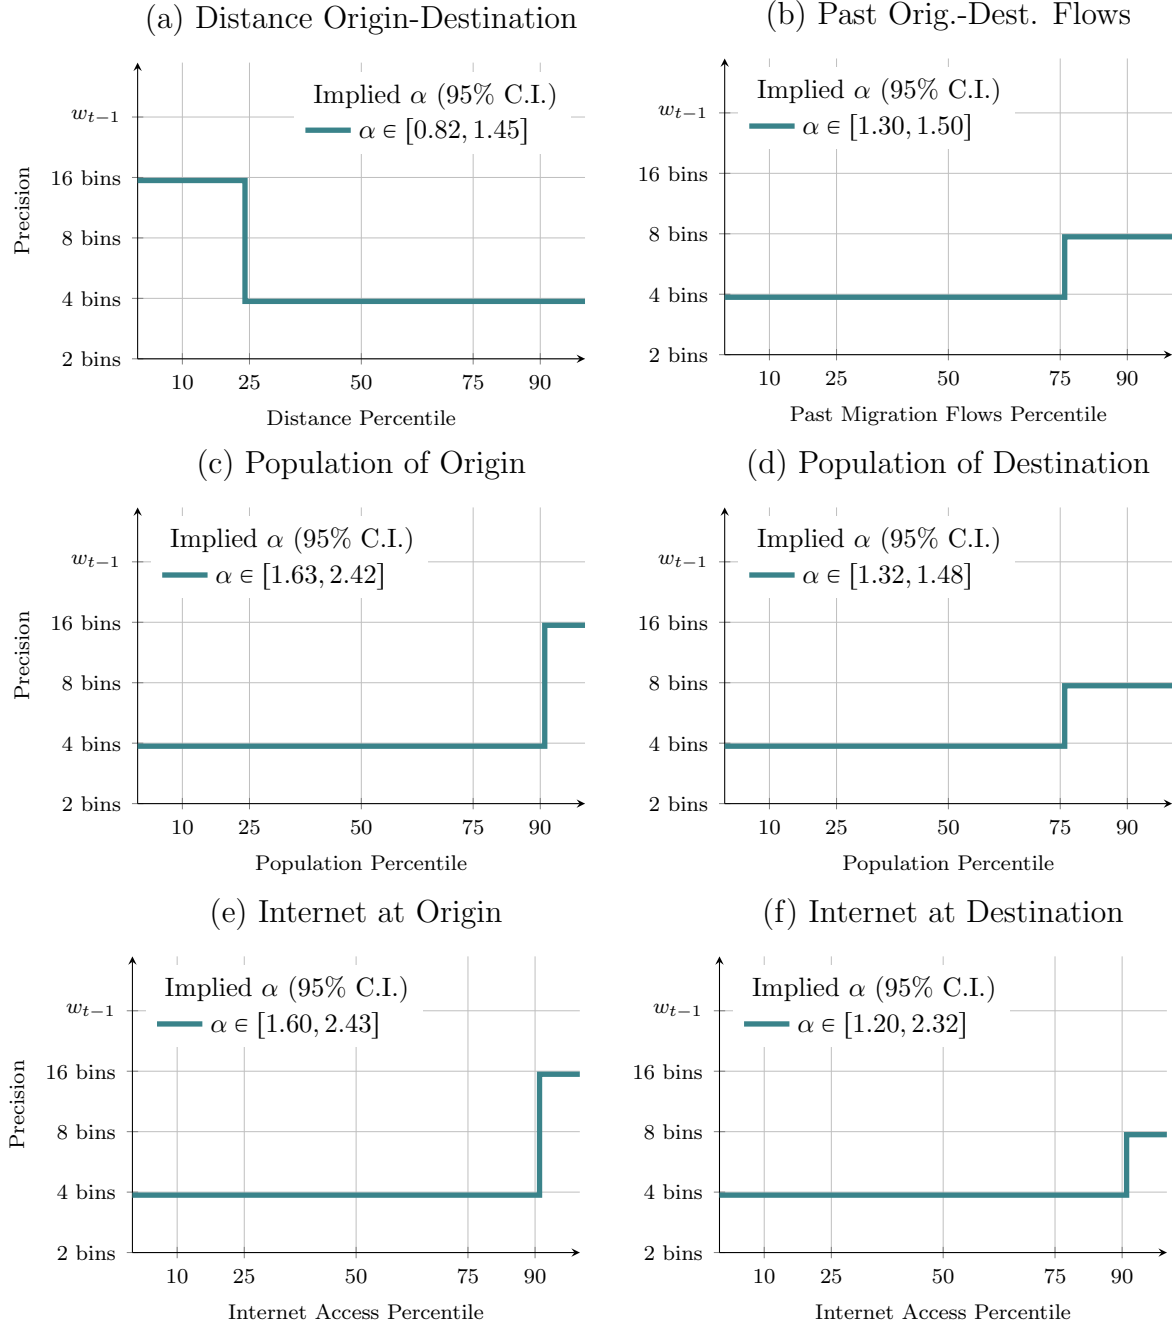 (a) Distance Origin-Destination
Implied α (95% C.I.)
α ∈ [0.82, 1.45]
Precision
w_{t−1}
16 bins
8 bins
4 bins
2 bins
10 25 50 75 90
Distance Percentile
(b) Past Orig.-Dest. Flows
Implied α (95% C.I.)
α ∈ [1.30, 1.50]
w_{t−1}
16 bins
8 bins
4 bins
2 bins
10 25 50 75 90
Past Migration Flows Percentile
(c) Population of Origin
Implied α (95% C.I.)
α ∈ [1.63, 2.42]
Precision
w_{t−1}
16 bins
8 bins
4 bins
2 bins
10 25 50 75 90
Population Percentile
(d) Population of Destination
Implied α (95% C.I.)
α ∈ [1.32, 1.48]
w_{t−1}
16 bins
8 bins
4 bins
2 bins
10 25 50 75 90
Population Percentile
(e) Internet at Origin
Implied α (95% C.I.)
α ∈ [1.60, 2.43]
Precision
w_{t−1}
16 bins
8 bins
4 bins
2 bins
10 25 50 75 90
Internet Access Percentile
(f) Internet at Destination
Implied α (95% C.I.)
α ∈ [1.20, 2.32]
w_{t−1}
16 bins
8 bins
4 bins
2 bins
10 25 50 75 90
Internet Access Percentile